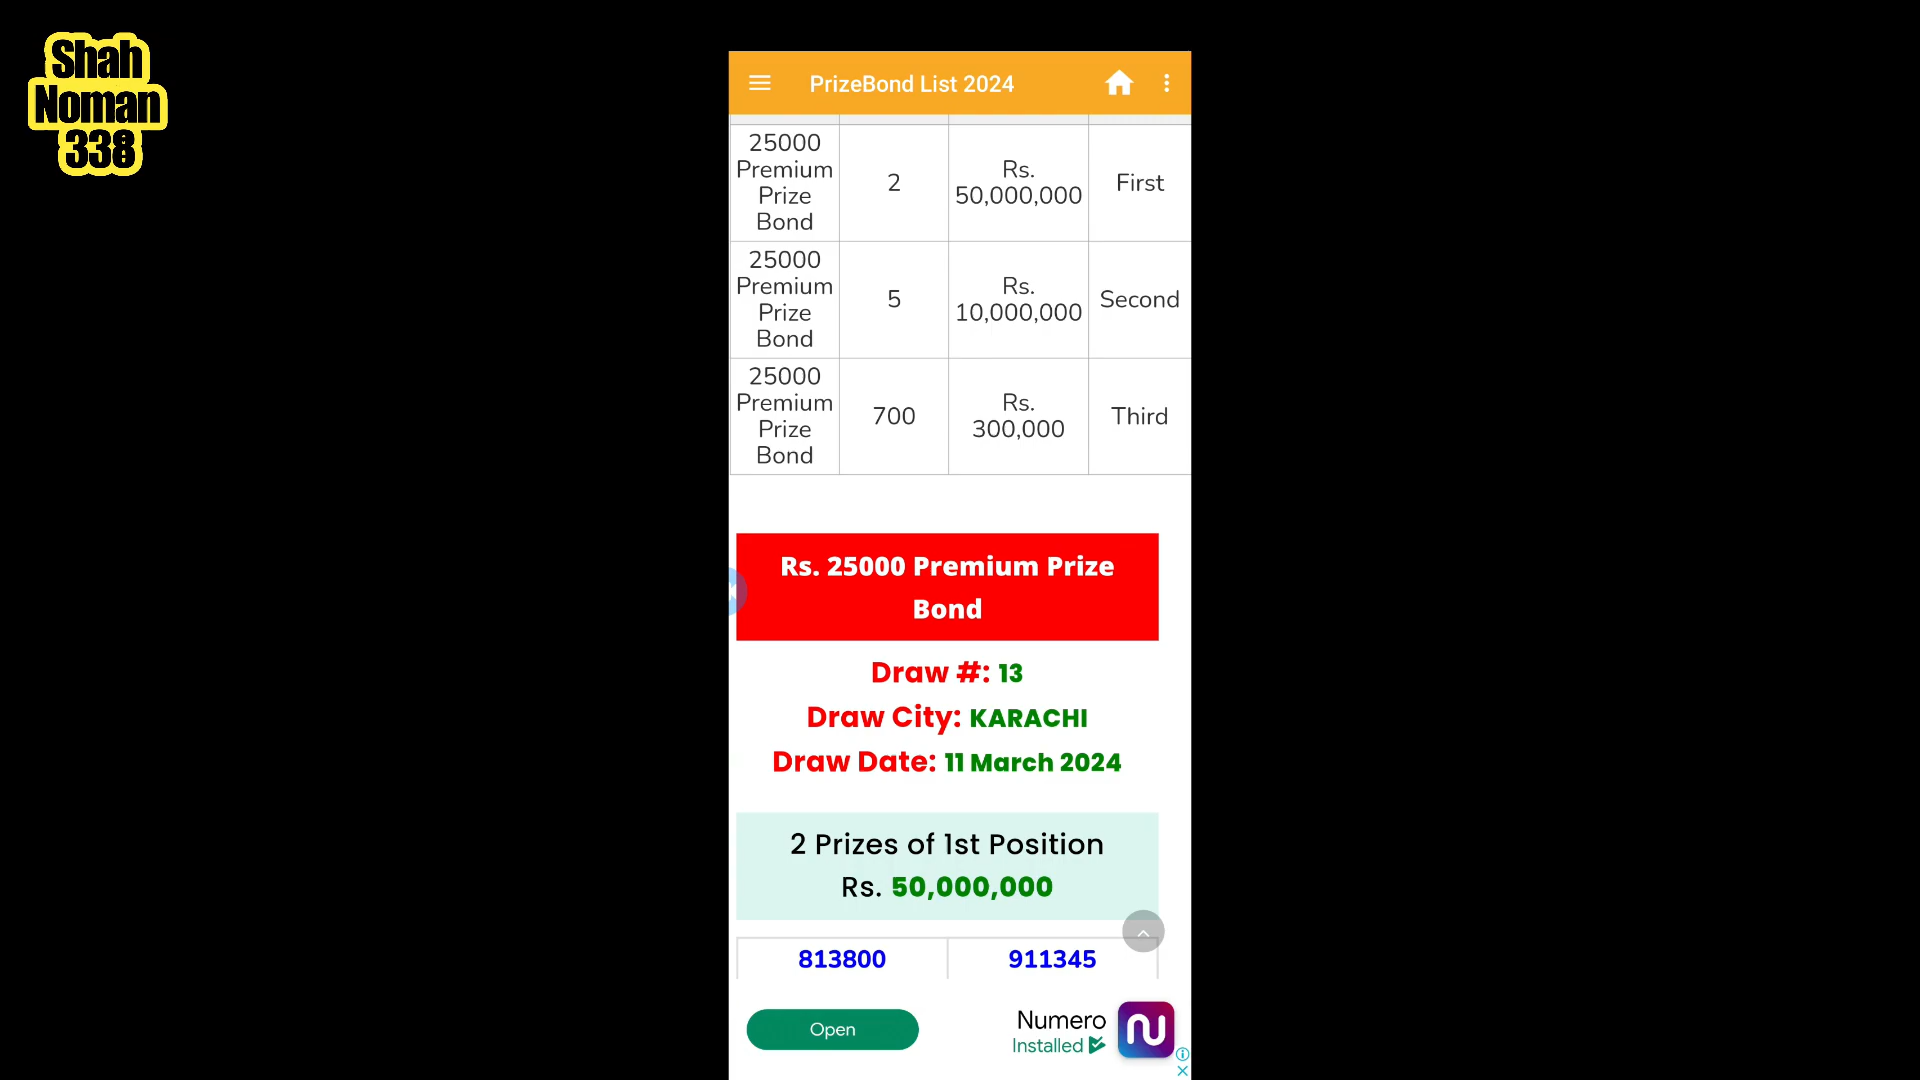 Shah
Noman
338
PrizeBond List 2024
25000
Premium
Prize
Bond
2
Rs.
50,000,000
First
25000
Premium
Prize
Bond
5
Rs.
10,000,000
Second
25000
Premium
Prize
Bond
700
Rs.
300,000
Third
Rs. 25000 Premium Prize
Bond
Draw #: 13
Draw City: KARACHI
Draw Date: 11 March 2024
2 Prizes of 1st Position
Rs. 50,000,000
813800 911345
Open
Numero
Installed